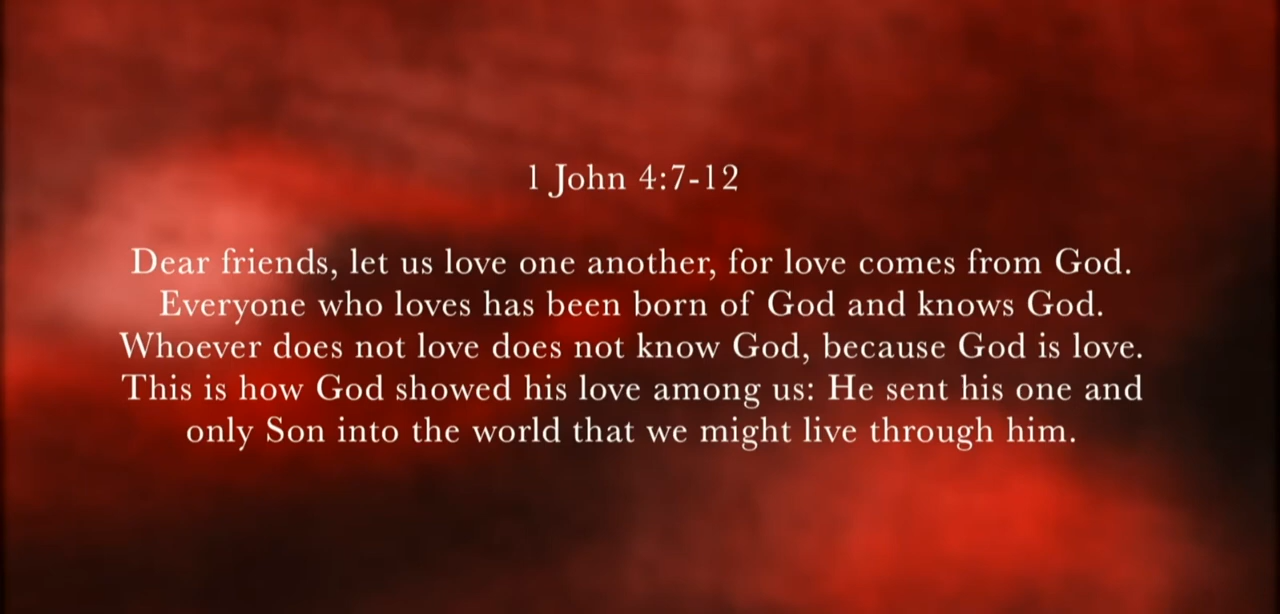 1 John 4:7-12
Dear friends, let us love one another, for love comes from God.
Everyone who loves has been born of God and knows God.
Whoever does not love does not know God, because God is love.
This is how God showed his love among us: He sent his one and
only Son into the world that we might live through him.